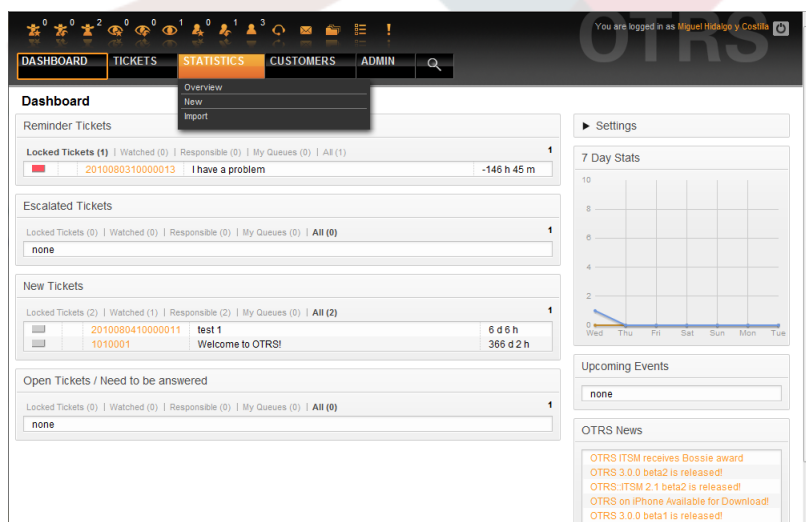 0 0 2 0 0 1 0 1 3
You are logged in as Miguel Hidalgo y Costilla
OTRS
DASHBOARD TICKETS STATISTICS CUSTOMERS ADMIN
Overview
New
Import
Dashboard
Reminder Tickets
Locked Tickets (1) | Watched (0) | Responsible (0) | My Queues (0) | All (1) 1
2010080310000013 I have a problem -146 h 45 m
Escalated Tickets
Locked Tickets (0) | Watched (0) | Responsible (0) | My Queues (0) | All (0) 1
none
New Tickets
Locked Tickets (2) | Watched (1) | Responsible (2) | My Queues (0) | All (2) 1
2010080410000011 test 1 6 d 6 h
1010001 Welcome to OTRS! 366 d 2 h
Open Tickets / Need to be answered
Locked Tickets (0) | Watched (0) | Responsible (0) | My Queues (0) | All (0) 1
none
Settings
7 Day Stats
10
8
6
4
2
0
Wed Thu Fri Sat Sun Mon Tue
Upcoming Events
none
OTRS News
OTRS ITSM receives Bossie award
OTRS 3.0.0 beta2 is released!
OTRS::ITSM 2.1 beta2 is released!
OTRS on iPhone Available for Download!
OTRS 3.0.0 beta1 is released!